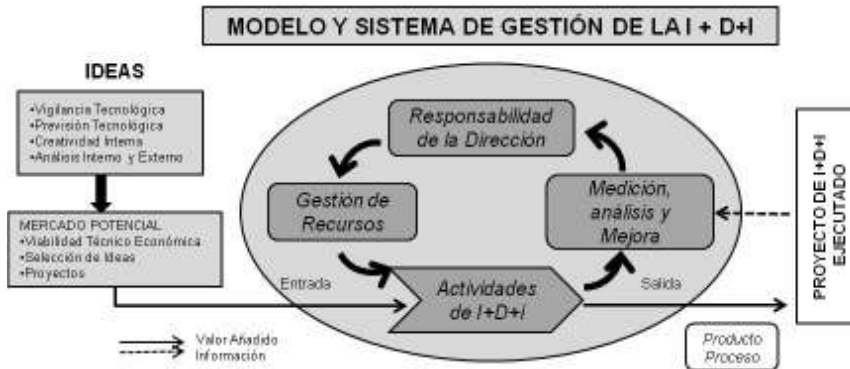 MODELO Y SISTEMA DE GESTIÓN DE LA I + D+I
IDEAS
•Vigilancia Tecnológica
•Previsión Tecnológica
•Creatividad Interna
•Análisis Interno y Externo
MERCADO POTENCIAL
•Viabilidad Técnico Económica
•Selección de Ideas
•Proyectos
Responsabilidad
de la Dirección
Gestión de
Recursos
Medición,
análisis y
Mejora
Entrada
Actividades
de I+D+I
Salida
PROYECTO DE I+D+I
EJECUTADO
Producto
Proceso
Valor Añadido
Información